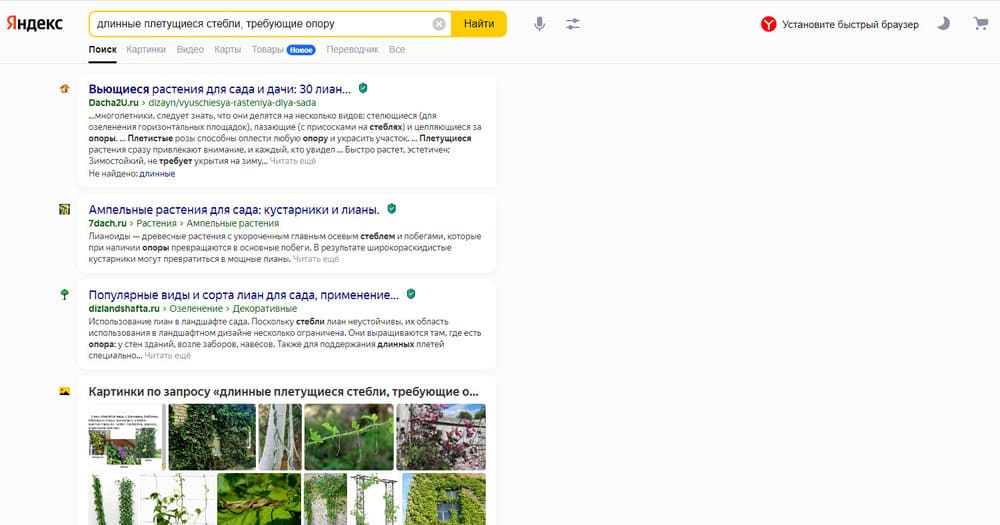 Яндекс
длинные плетущиеся стебли, требующие опору
Найти
Установите быстрый браузер
Поиск Картинки Видео Карты Товары Новое Переводчик Все
Вьющиеся растения для сада и дачи: 30 лиан...
Dacha2U.ru › dizayn/vyuschiesya-rasteniya-dlya-sada
...многолетники, следует знать, что они делятся на несколько видов: стелющиеся (для
озеленения горизонтальных площадок), лазающие (с присосками на стеблях) и цепляющиеся за
опоры. ... Плетистые розы способны оплести любую опору и украсить участок. ... Плетущиеся
растения сразу привлекают внимание, и каждый, кто увидел ... Быстро растет, эстетичен;
Зимостойкий, не требует укрытия на зиму... Читать ещё
Не найдено: длинные
Ампельные растения для сада: кустарники и лианы.
7dach.ru › Растения › Ампельные растения
Лианоиды — древесные растения с укороченным главным осевым стеблем и побегами, которые
при наличии опоры превращаются в основные побеги. В результате широкораскидистые
кустарники могут превратиться в мощные лианы. Читать ещё
Популярные виды и сорта лиан для сада, применение...
dizlandshafta.ru › Озеленение › Декоративные
Использование лиан в ландшафте сада. Поскольку стебли лиан неустойчивы, их область
использования в ландшафтном дизайне несколько ограничена. Они выращиваются там, где есть
опора: у стен зданий, возле заборов, навесов. Также для поддержания длинных плетей
специально... Читать ещё
Картинки по запросу «длинные плетущиеся стебли, требующие о...